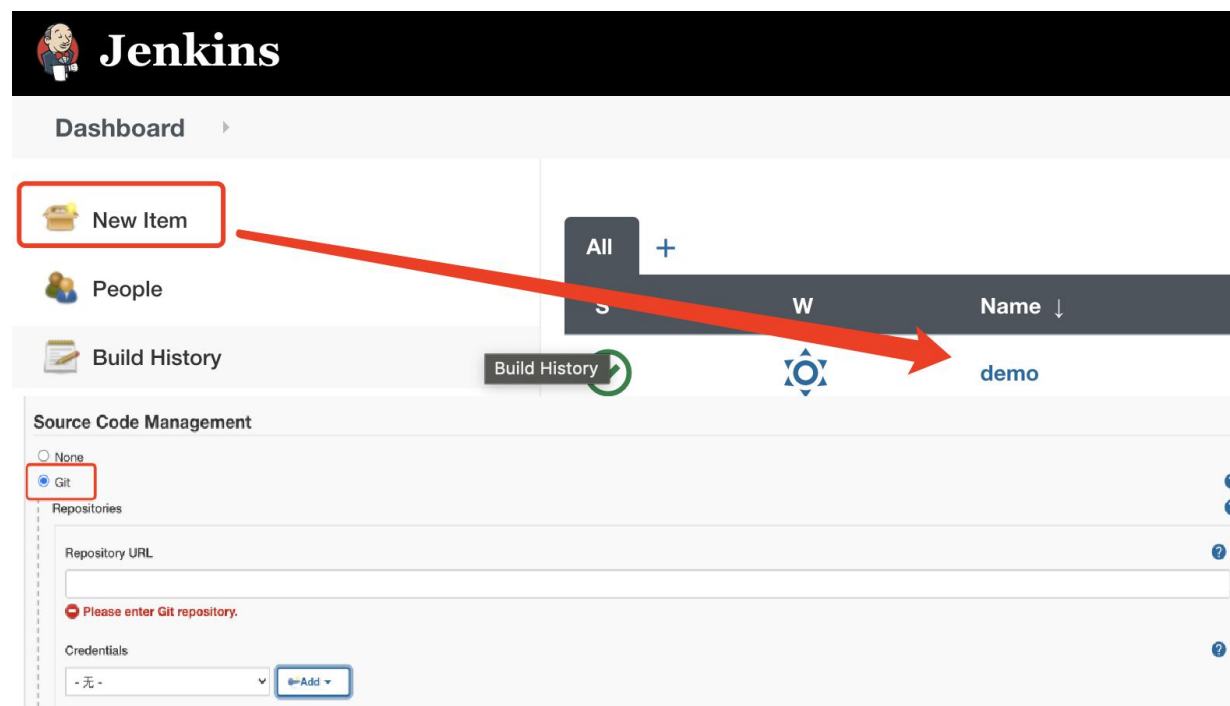 Jenkins
Dashboard
New Item
People
Build History
All +
S W Name ↓
Build History
demo
Source Code Management
None
Git
Repositories
Repository URL
Please enter Git repository.
Credentials
- 无 - Add